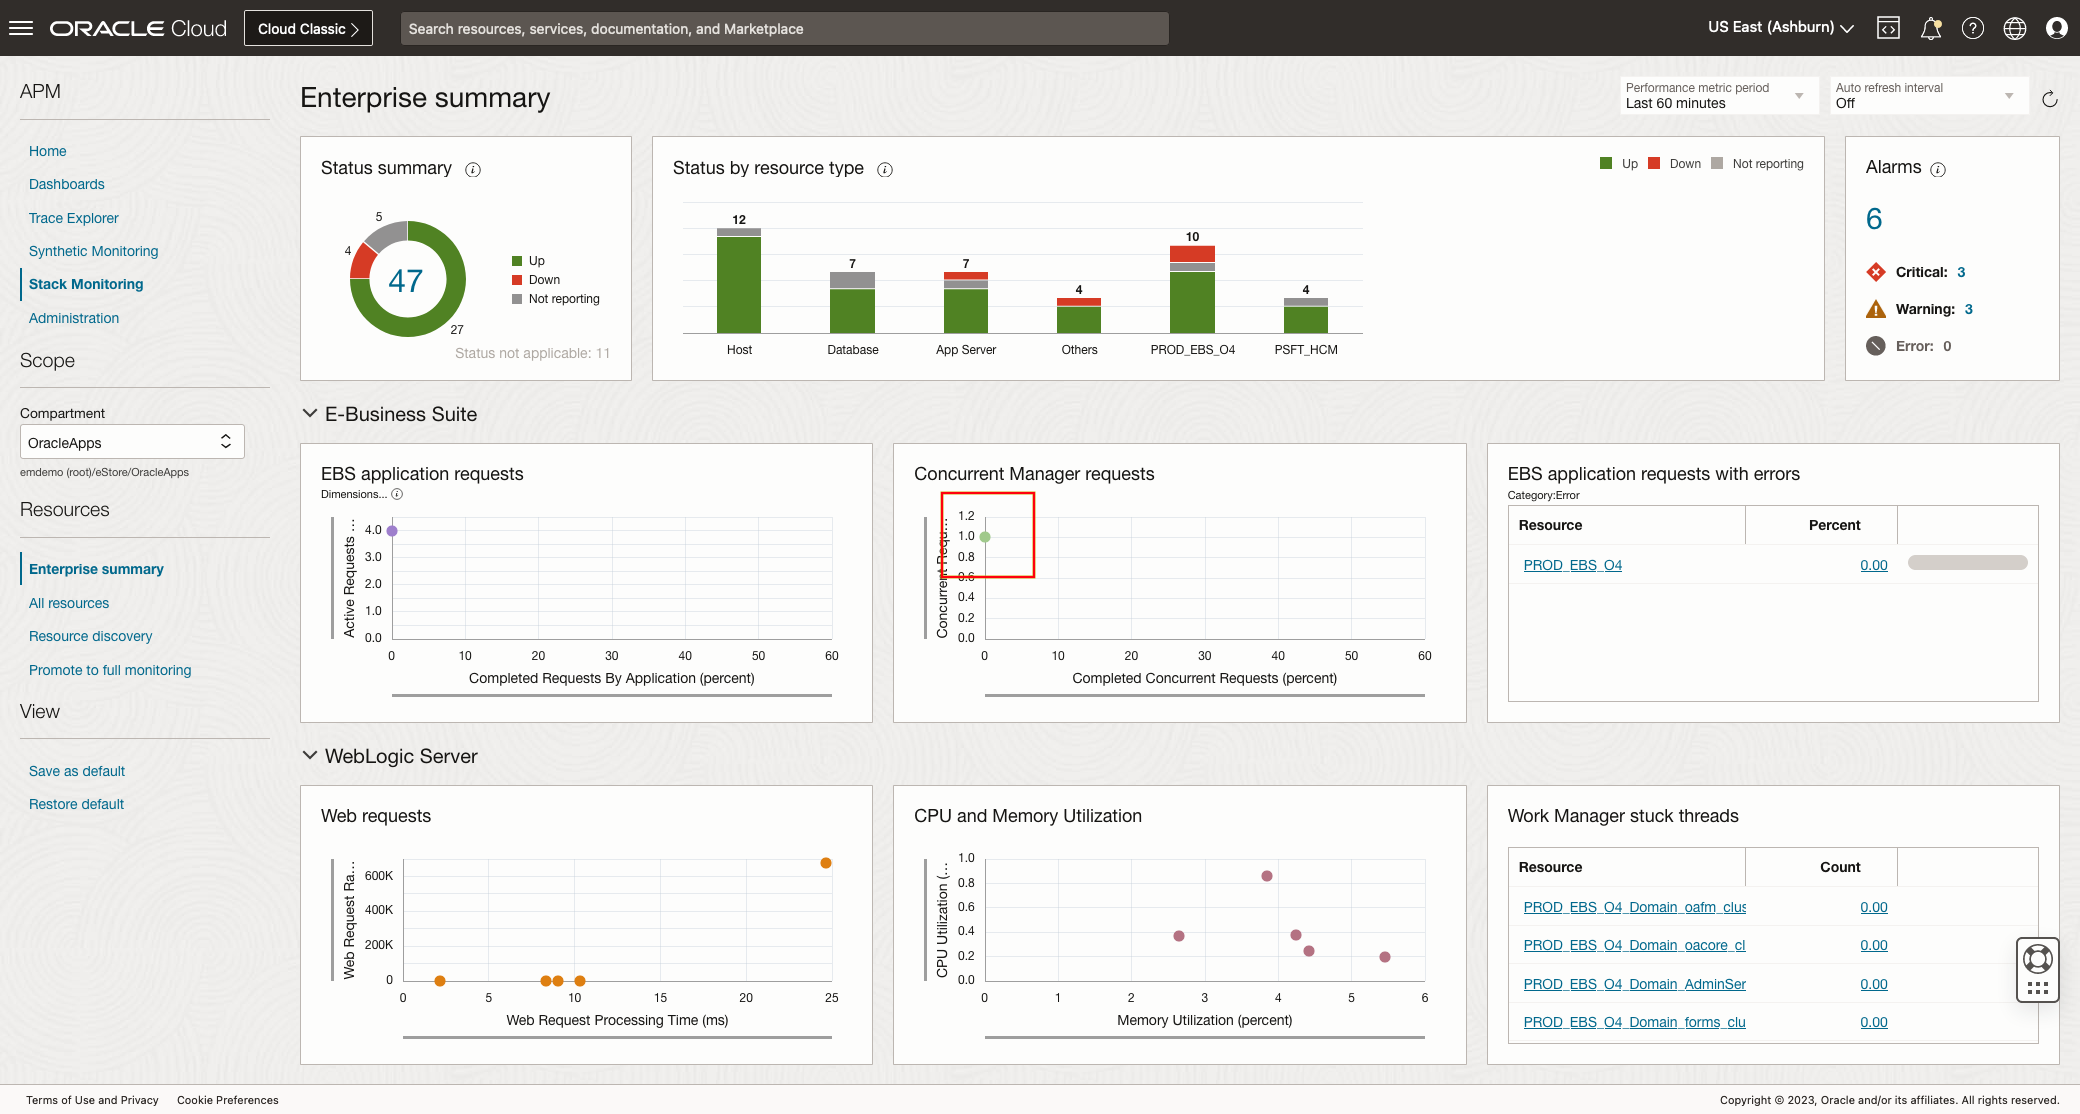 ORACLE Cloud
Cloud Classic
Search resources, services, documentation, and Marketplace
US East (Ashburn)
APM
Home
Dashboards
Trace Explorer
Synthetic Monitoring
Stack Monitoring
Administration
Scope
Compartment
OracleApps
emdemo (root)/eStore/OracleApps
Resources
Enterprise summary
All resources
Resource discovery
Promote to full monitoring
View
Save as default
Restore default
Enterprise summary
Performance metric period
Last 60 minutes
Auto refresh interval
Off
Status summary
5
4
47
27
Up
Down
Not reporting
Status not applicable: 11
Status by resource type
Up Down Not reporting
12
7
7
4
10
4
Host Database App Server Others PROD_EBS_O4 PSFT_HCM
Alarms
6
Critical: 3
Warning: 3
Error: 0
E-Business Suite
EBS application requests
Dimensions...
Active Requests ...
4.0
3.0
2.0
1.0
0.0
0 10 20 30 40 50 60
Completed Requests By Application (percent)
Concurrent Manager requests
Concurrent Requ...
1.2
1.0
0.8
0.6
0.4
0.2
0.0
0 10 20 30 40 50 60
Completed Concurrent Requests (percent)
EBS application requests with errors
Category:Error
Resource Percent
PROD_EBS_O4 0.00
WebLogic Server
Web requests
Web Request Ra...
600K
400K
200K
0
0 5 10 15 20 25
Web Request Processing Time (ms)
CPU and Memory Utilization
CPU Utilization (...
1.0
0.8
0.6
0.4
0.2
0.0
0 1 2 3 4 5 6
Memory Utilization (percent)
Work Manager stuck threads
Resource Count
PROD_EBS_O4_Domain_oafm_clus 0.00
PROD_EBS_O4_Domain_oacore_cl 0.00
PROD_EBS_O4_Domain_AdminSer 0.00
PROD_EBS_O4_Domain_forms_clu 0.00
Terms of Use and Privacy Cookie Preferences
Copyright © 2023, Oracle and/or its affiliates. All rights reserved.